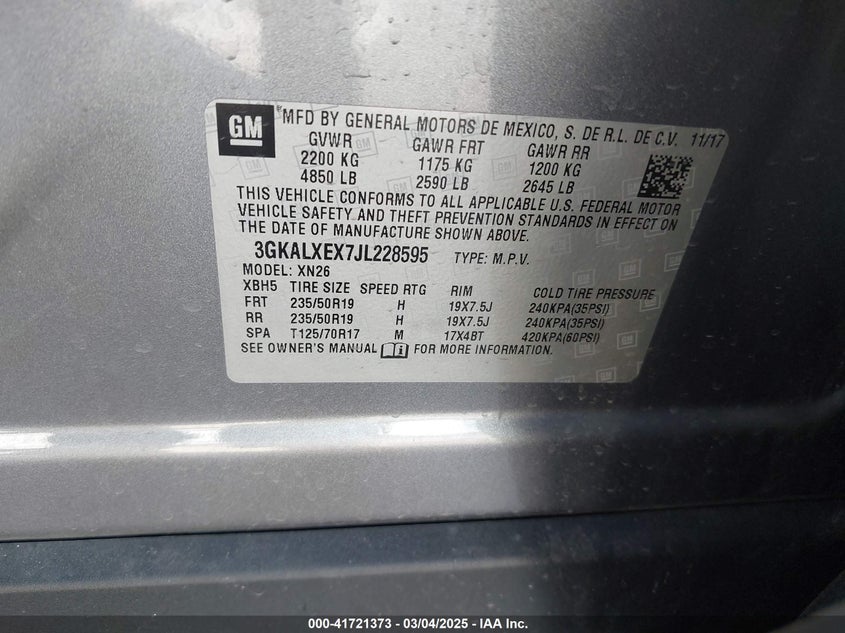 GM
MFD BY GENERAL MOTORS DE MEXICO, S. DE R.L. DE C.V. 11/17
GVWR GAWR FRT GAWR RR
2200 KG 1175 KG 1200 KG
4850 LB 2590 LB 2645 LB
THIS VEHICLE CONFORMS TO ALL APPLICABLE U.S. FEDERAL MOTOR
VEHICLE SAFETY AND THEFT PREVENTION STANDARDS IN EFFECT ON
THE DATE OF MANUFACTURE SHOWN ABOVE.
3GKALXEX7JL228595 TYPE: M.P.V.
MODEL: XN26
XBH5 TIRE SIZE SPEED RTG RIM COLD TIRE PRESSURE
FRT 235/50R19 H 19X7.5J 240KPA(35PSI)
RR 235/50R19 H 19X7.5J 240KPA(35PSI)
SPA T125/70R17 M 17X4BT 420KPA(60PSI)
SEE OWNER'S MANUAL FOR MORE INFORMATION.
000-41721373 - 03/04/2025 - IAA Inc.